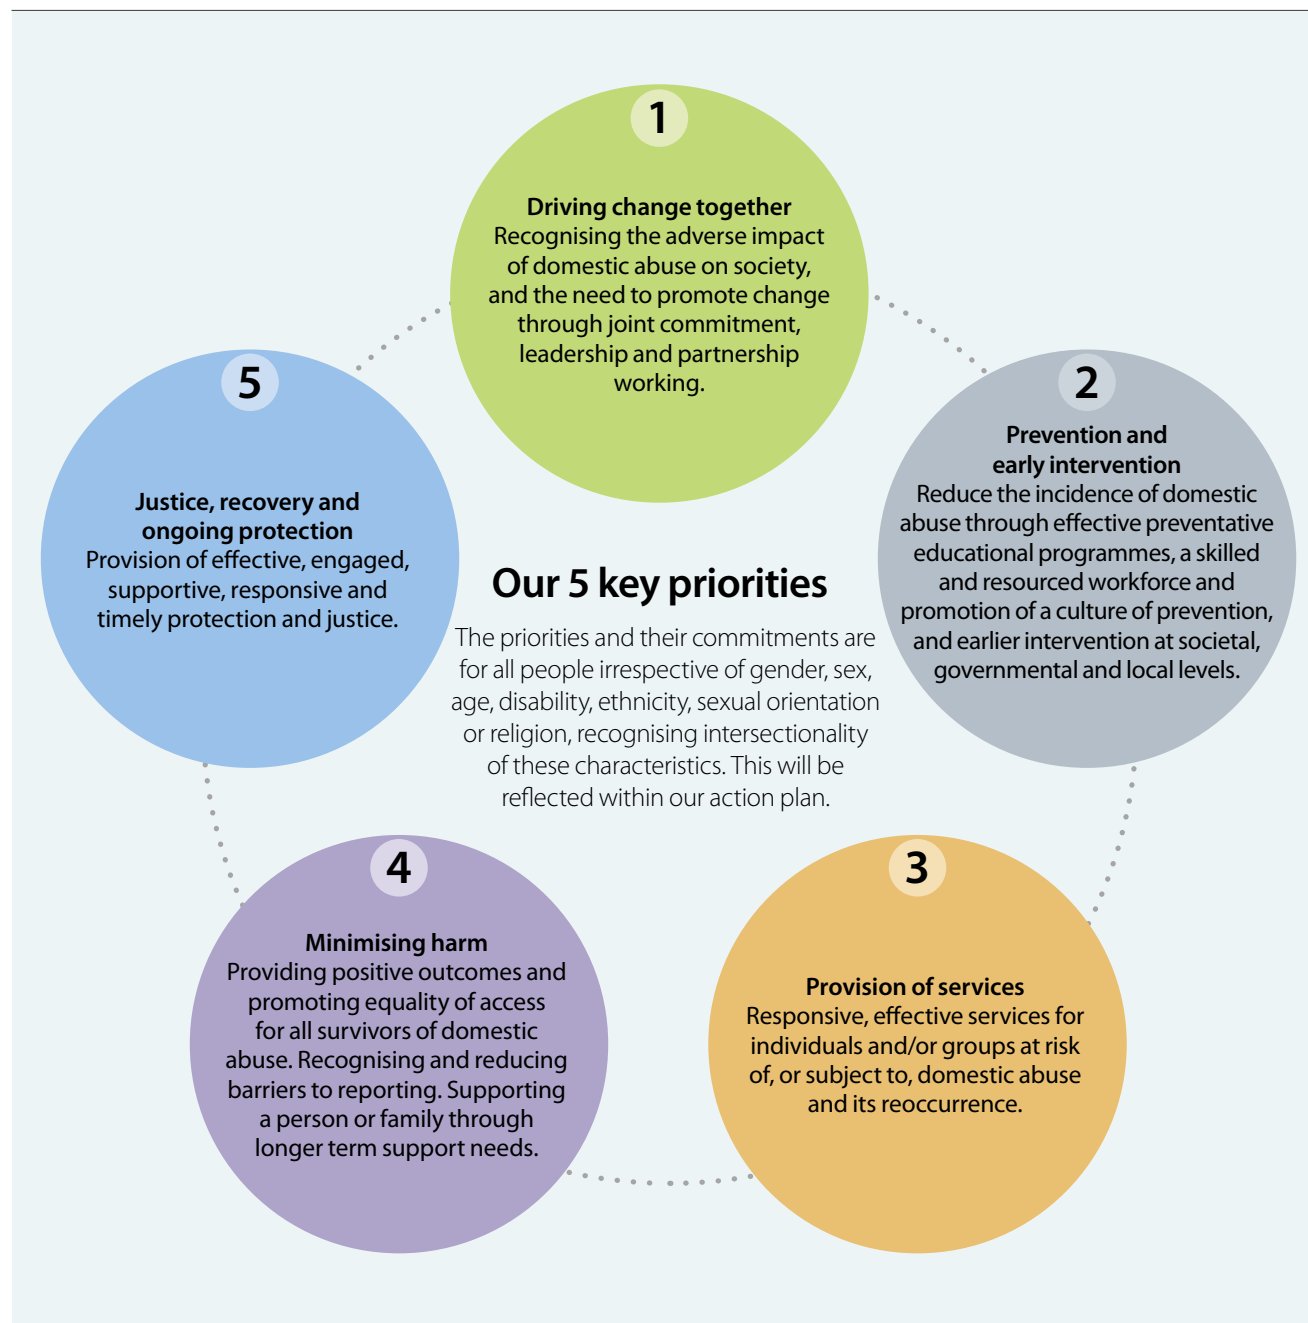 1
Driving change together
Recognising the adverse impact
of domestic abuse on society,
and the need to promote change
through joint commitment,
leadership and partnership
working.
2
Prevention and
early intervention
Reduce the incidence of domestic
abuse through effective preventative
educational programmes, a skilled
and resourced workforce and
promotion of a culture of prevention,
and earlier intervention at societal,
governmental and local levels.
3
Provision of services
Responsive, effective services for
individuals and/or groups at risk
of, or subject to, domestic abuse
and its reoccurrence.
4
Minimising harm
Providing positive outcomes and
promoting equality of access
for all survivors of domestic
abuse. Recognising and reducing
barriers to reporting. Supporting
a person or family through
longer term support needs.
5
Justice, recovery and
ongoing protection
Provision of effective, engaged,
supportive, responsive and
timely protection and justice.
Our 5 key priorities
The priorities and their commitments are
for all people irrespective of gender, sex,
age, disability, ethnicity, sexual orientation
or religion, recognising intersectionality
of these characteristics. This will be
reflected within our action plan.